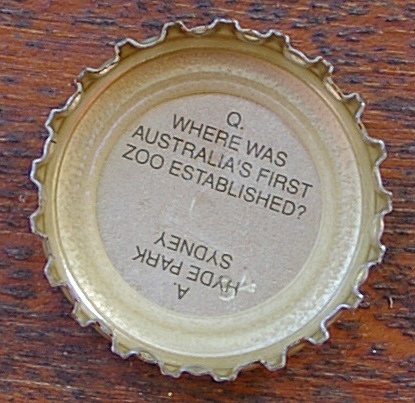 Q.
WHERE WAS
AUSTRALIA'S FIRST
ZOO ESTABLISHED?
A.
HYDE PARK
SYDNEY